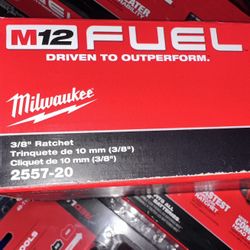 M12 FUEL
DRIVEN TO OUTPERFORM.
Milwaukee
3/8" Ratchet
Trinquete de 10 mm (3/8")
Cliquet de 10 mm (3/8")
2557-20